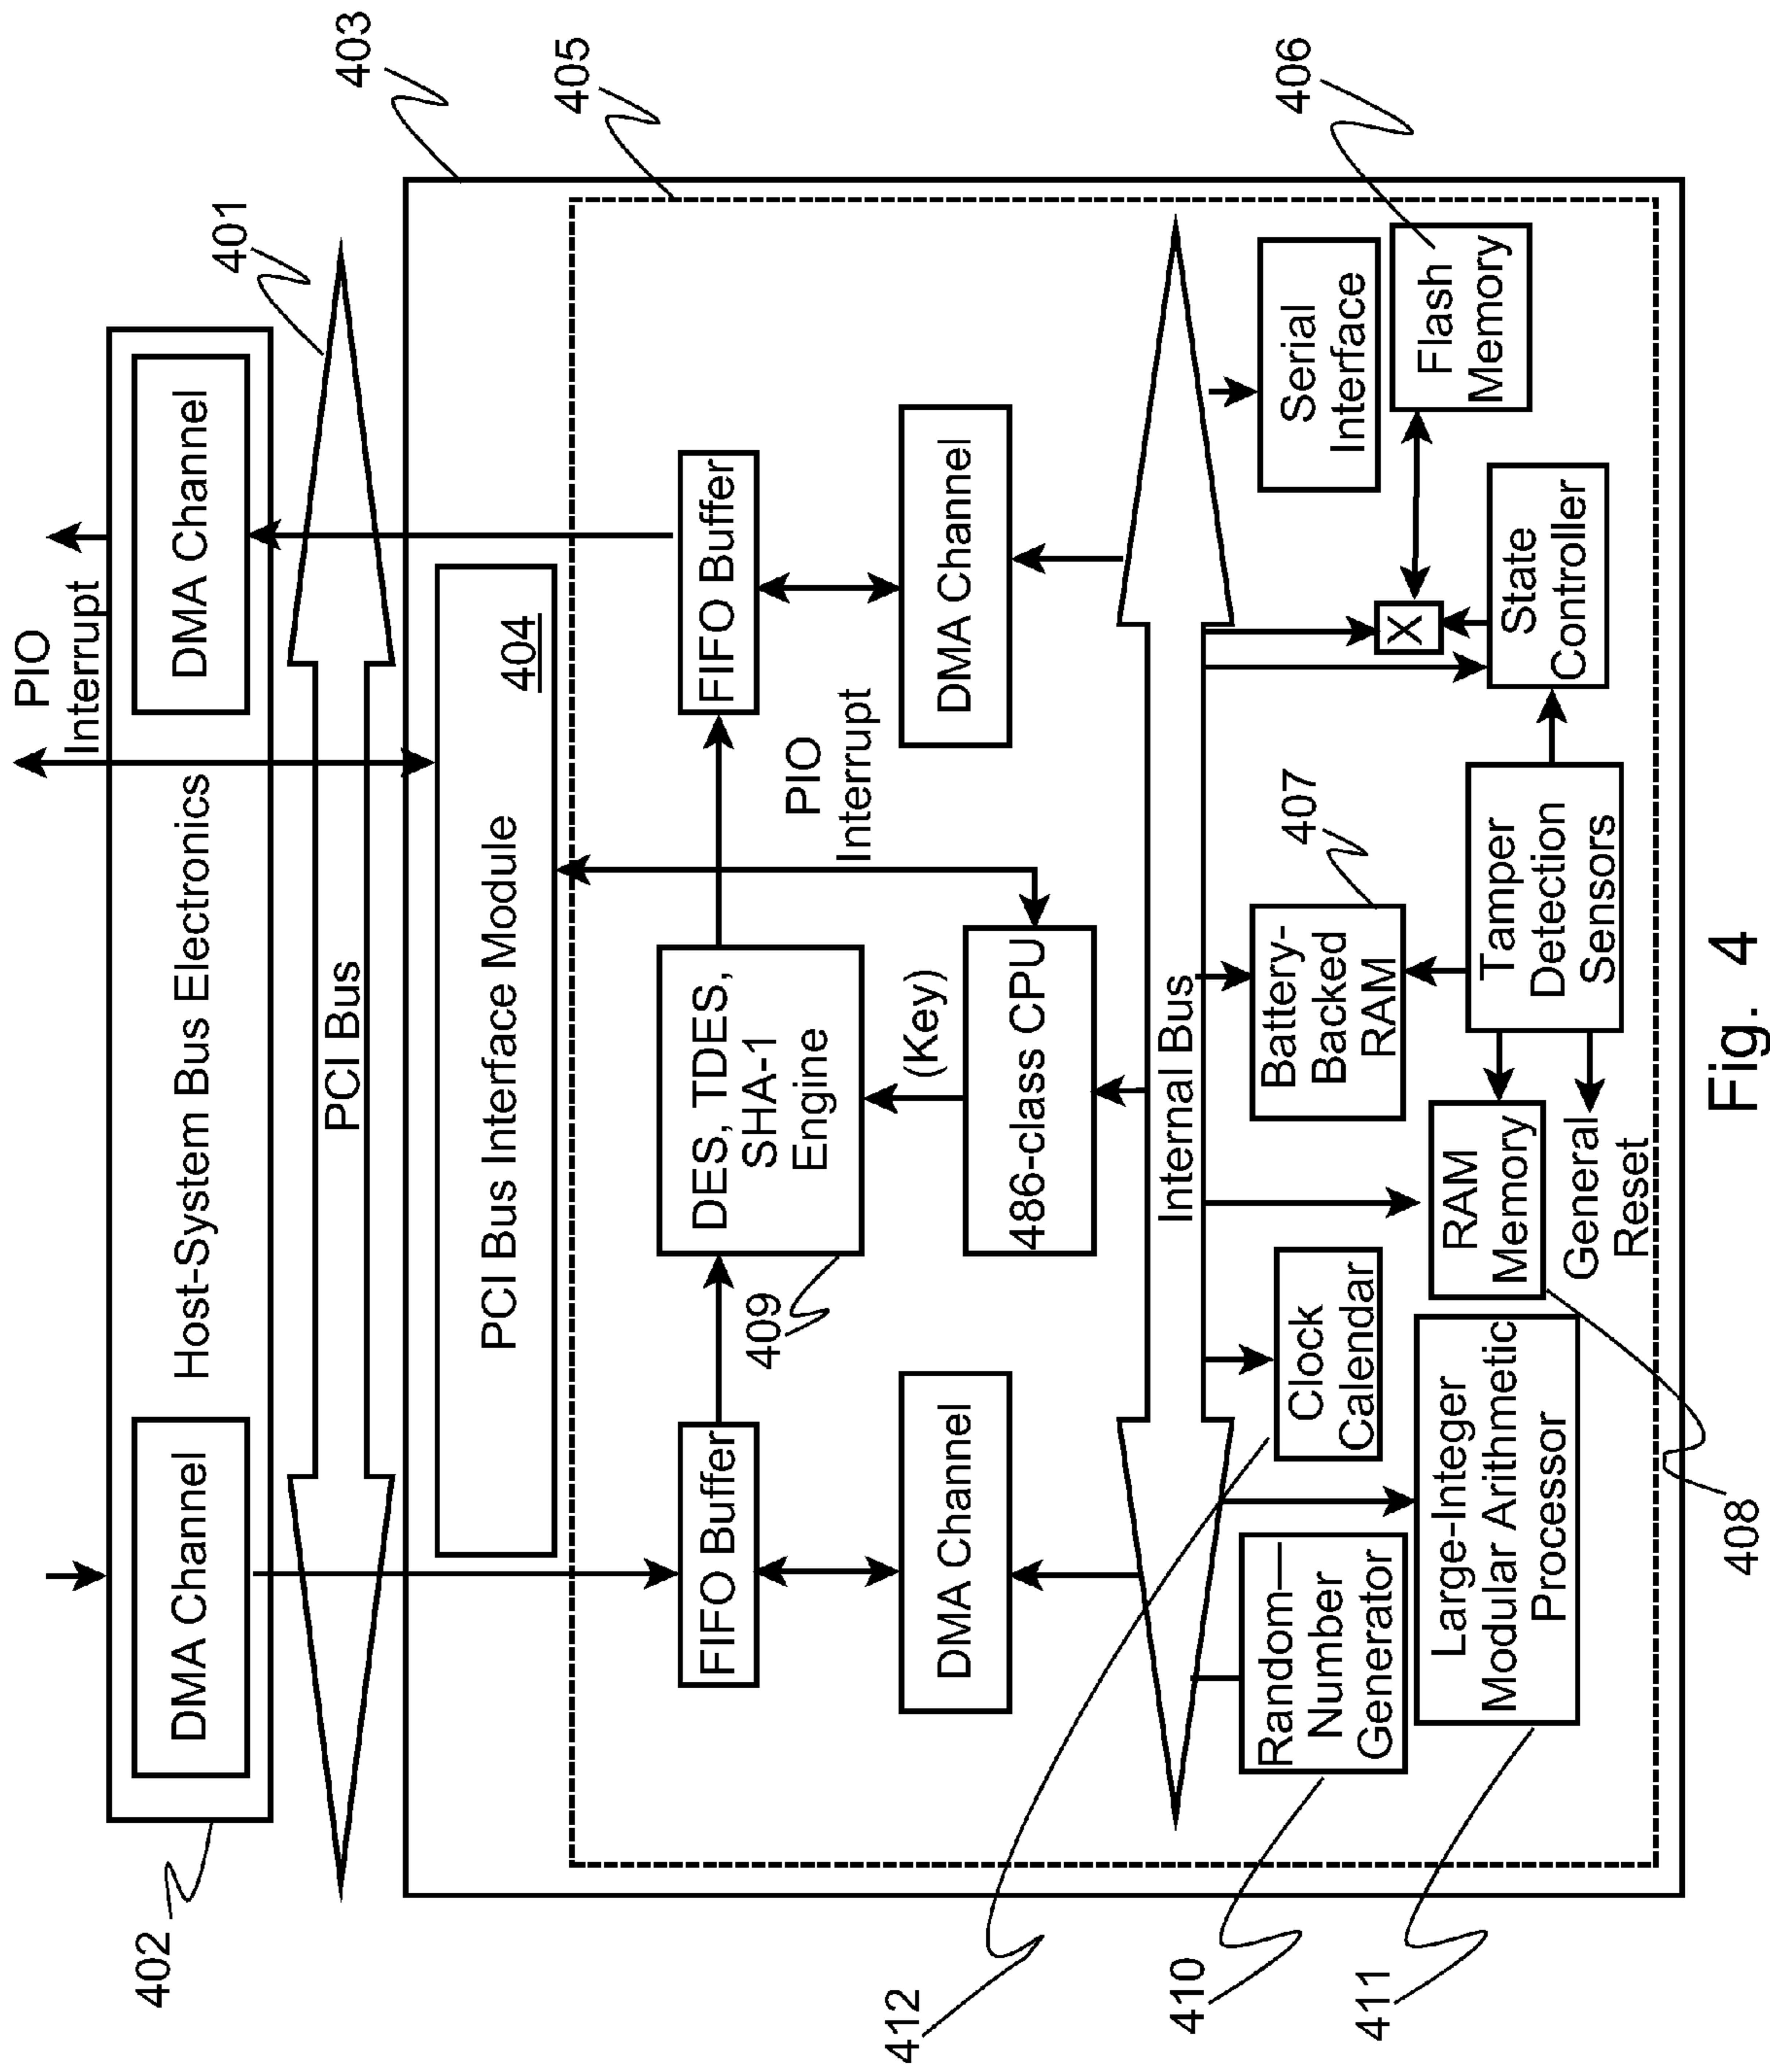 PIO
Interrupt
403
401
405
406
DMA Channel
Host-System Bus Electronics
DMA Channel
402
PCI Bus
PCI Bus Interface Module
404
FIFO Buffer
DES, TDES,
SHA-1
Engine
409
FIFO Buffer
PIO
Interrupt
(Key)
DMA Channel
486-class CPU
DMA Channel
Internal Bus
Random—
Number
Generator
410
Large-Integer
Modular Arithmetic
Processor
411
Clock
Calendar
412
RAM
Memory
408
General
Reset
Battery-
Backed
RAM
407
Tamper
Detection
Sensors
X
State
Controller
Serial
Interface
Flash
Memory
Fig. 4